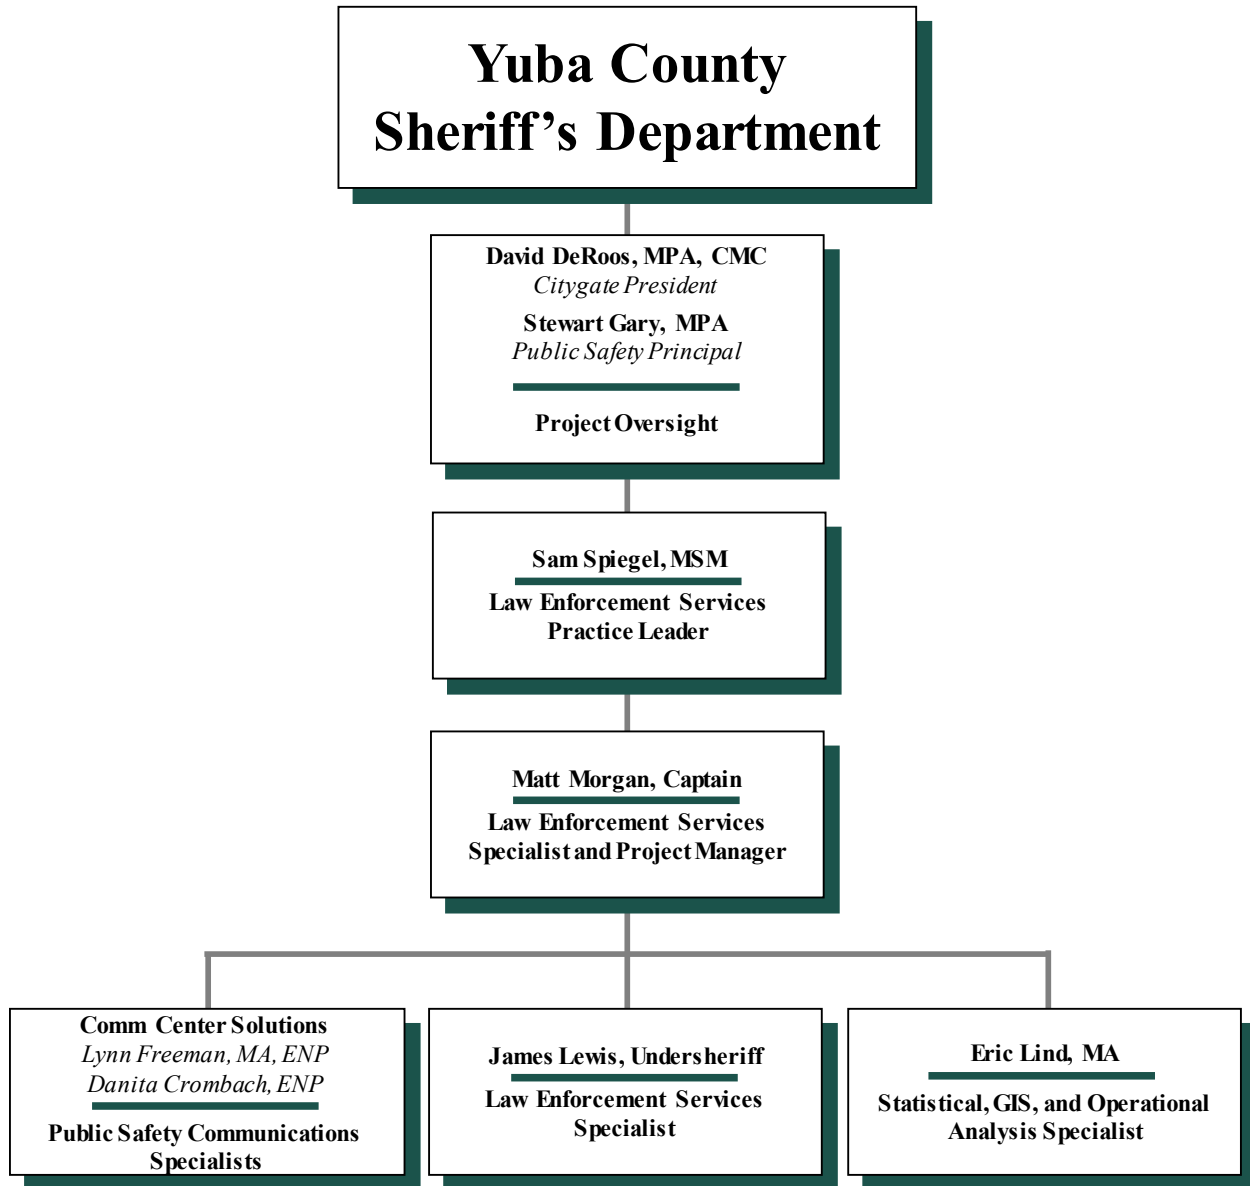 Yuba County
Sheriff’s Department
David DeRoos, MPA, CMC
Citygate President
Stewart Gary, MPA
Public Safety Principal
Project Oversight
Sam Spiegel, MSM
Law Enforcement Services
Practice Leader
Matt Morgan, Captain
Law Enforcement Services
Specialist and Project Manager
Comm Center Solutions
Lynn Freeman, MA, ENP
Danita Crombach, ENP
Public Safety Communications
Specialists
James Lewis, Undersheriff
Law Enforcement Services
Specialist
Eric Lind, MA
Statistical, GIS, and Operational
Analysis Specialist